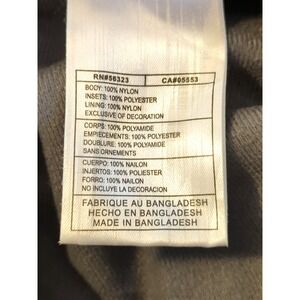 RN#56323 CA#05553
BODY: 100% NYLON
INSETS: 100% POLYESTER
LINING: 100% NYLON
EXCLUSIVE OF DECORATION
CORPS: 100% POLYAMIDE
EMPIECEMENTS: 100% POLYESTER
DOUBLURE: 100% POLYAMIDE
SANS ORNEMENTS
CUERPO: 100% NAILON
INJERTOS: 100% POLIESTER
FORRO: 100% NAILON
NO INCLUYE LA DECORACION
FABRIQUE AU BANGLADESH
HECHO EN BANGLADESH
MADE IN BANGLADESH